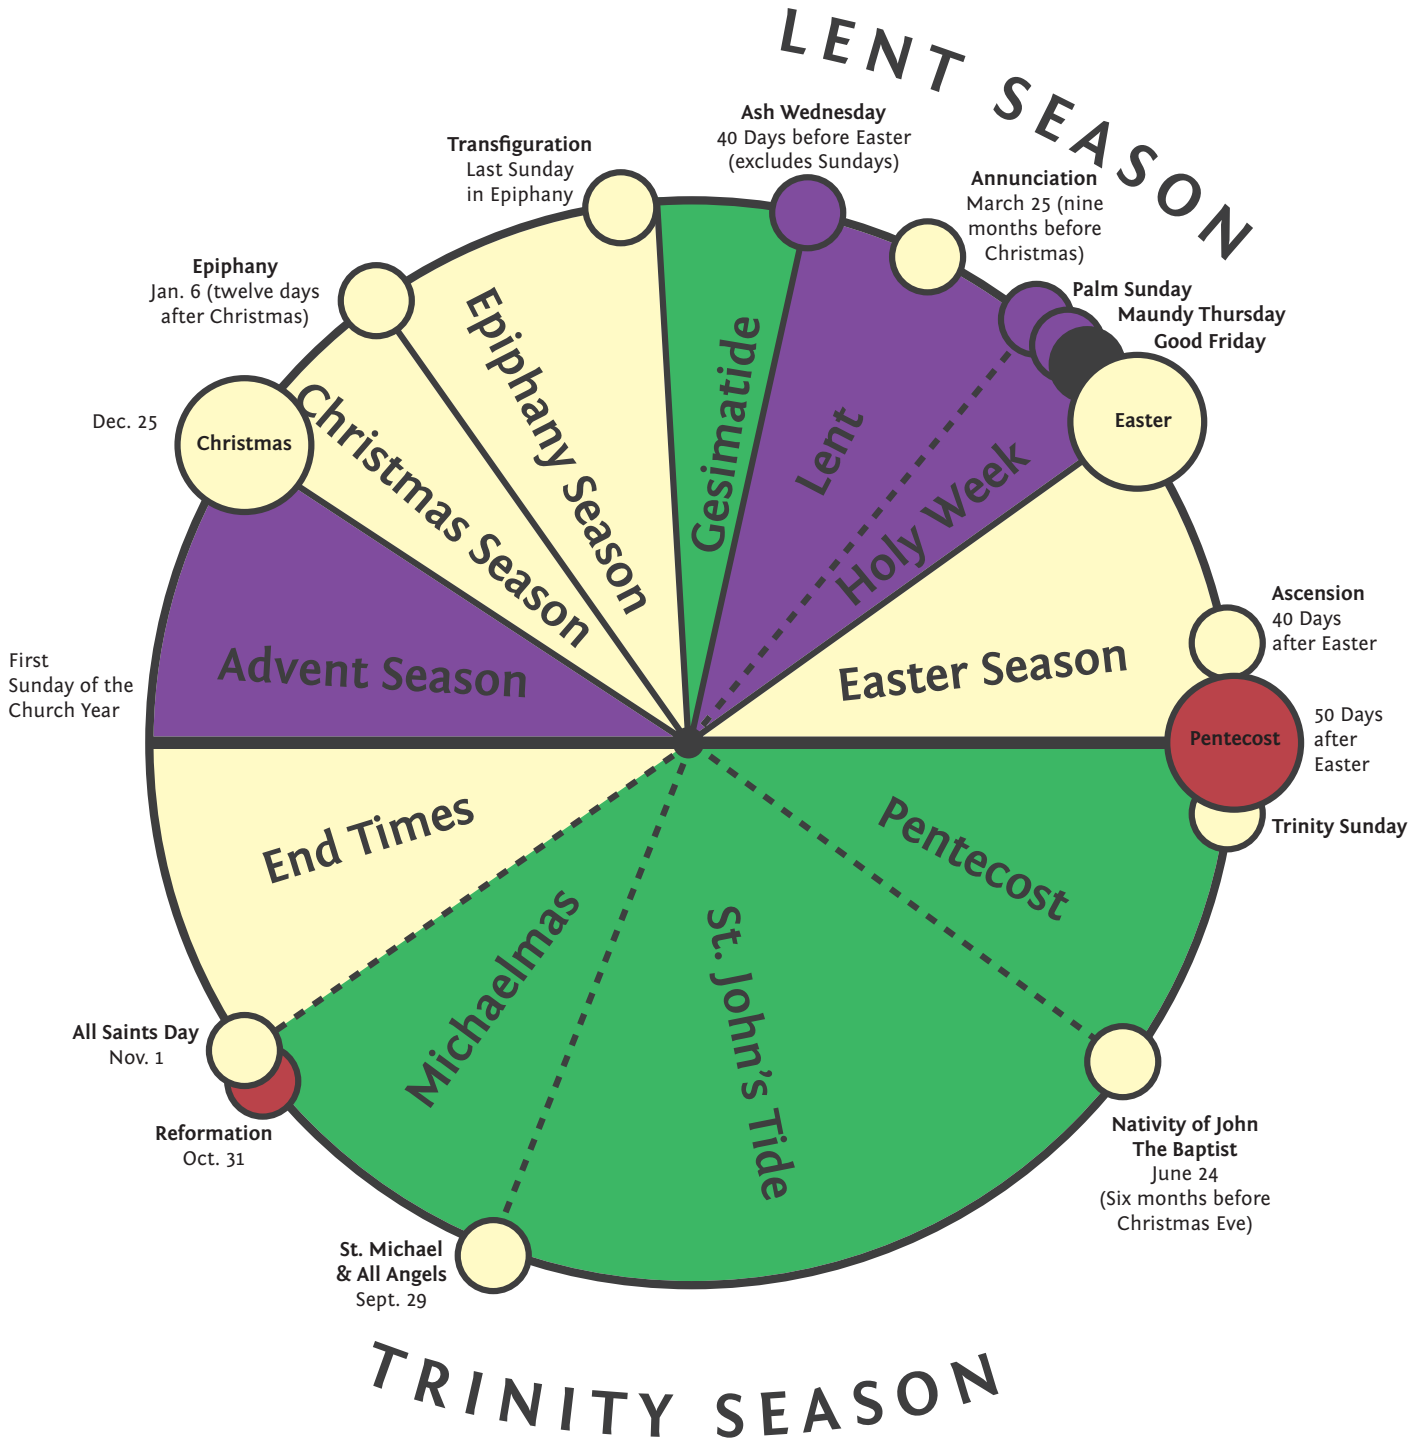 LENT SEASON
Ash Wednesday
40 Days before Easter
(excludes Sundays)
Transfiguration
Last Sunday
in Epiphany
Annunciation
March 25 (nine
months before
Christmas)
Epiphany
Jan. 6 (twelve days
after Christmas)
Palm Sunday
Maundy Thursday
Good Friday
Dec. 25
Christmas
Easter
Christmas Season
Epiphany Season
Gesimatide
Lent
Holy Week
Advent Season
Easter Season
First
Sunday of the
Church Year
Ascension
40 Days
after Easter
Pentecost
50 Days
after
Easter
Trinity Sunday
End Times
Michaelmas
St. John’s Tide
Pentecost
All Saints Day
Nov. 1
Reformation
Oct. 31
Nativity of John
The Baptist
June 24
(Six months before
Christmas Eve)
St. Michael
& All Angels
Sept. 29
TRINITY SEASON